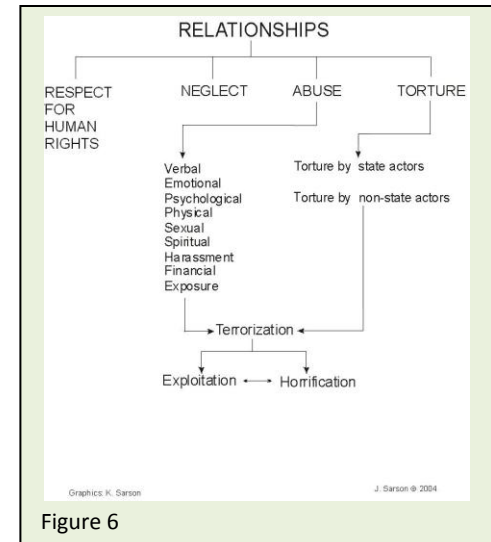 RELATIONSHIPS
RESPECT
FOR
HUMAN
RIGHTS
NEGLECT
ABUSE
TORTURE
Verbal
Emotional
Psychological
Physical
Sexual
Spiritual
Harassment
Financial
Exposure
Torture by state actors
Torture by non-state actors
Terrorization
Exploitation
Horrification
Graphics: K. Sarson
J. Sarson © 2004
Figure 6